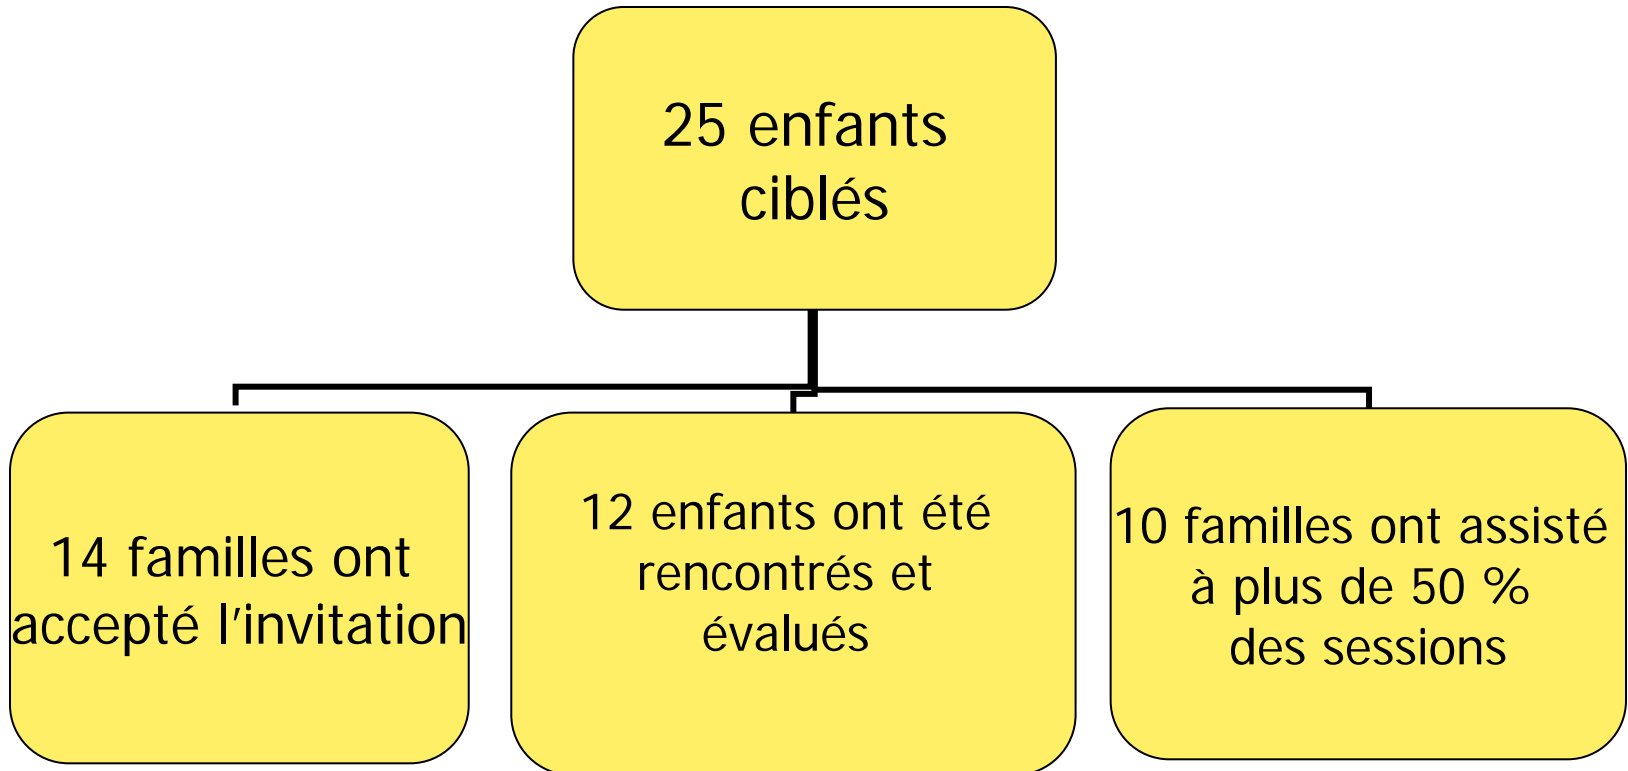 25 enfants
ciblés
14 familles ont
accepté l'invitation
12 enfants ont été
rencontrés et
évalués
10 familles ont assisté
à plus de 50 %
des sessions